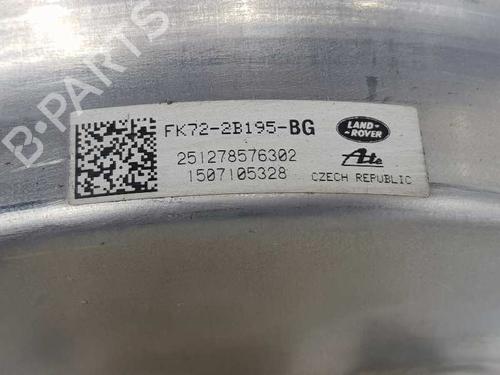 B-PARTS
FK72-2B195-BG
LAND-
ROVER
251278576302
Ate
1507105328
CZECH REPUBLIC